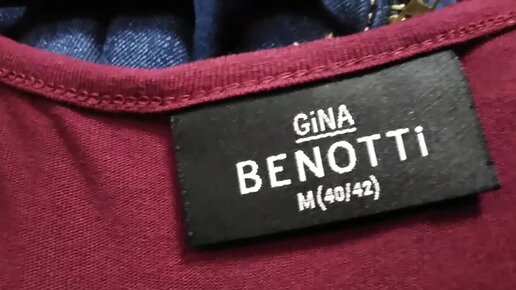 GiNA
BENOTTi
M (40/42)